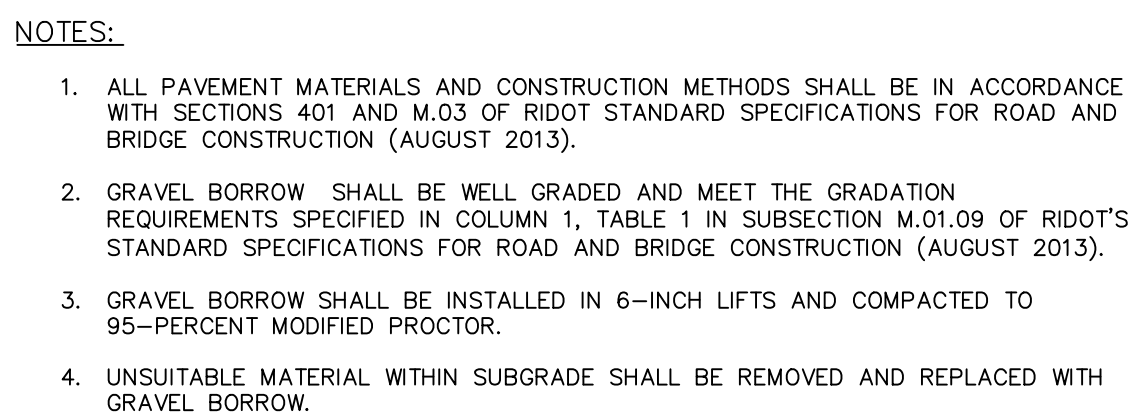 NOTES:
1. ALL PAVEMENT MATERIALS AND CONSTRUCTION METHODS SHALL BE IN ACCORDANCE
WITH SECTIONS 401 AND M.03 OF RIDOT STANDARD SPECIFICATIONS FOR ROAD AND
BRIDGE CONSTRUCTION (AUGUST 2013).
2. GRAVEL BORROW SHALL BE WELL GRADED AND MEET THE GRADATION
REQUIREMENTS SPECIFIED IN COLUMN 1, TABLE 1 IN SUBSECTION M.01.09 OF RIDOT'S
STANDARD SPECIFICATIONS FOR ROAD AND BRIDGE CONSTRUCTION (AUGUST 2013).
3. GRAVEL BORROW SHALL BE INSTALLED IN 6-INCH LIFTS AND COMPACTED TO
95-PERCENT MODIFIED PROCTOR.
4. UNSUITABLE MATERIAL WITHIN SUBGRADE SHALL BE REMOVED AND REPLACED WITH
GRAVEL BORROW.